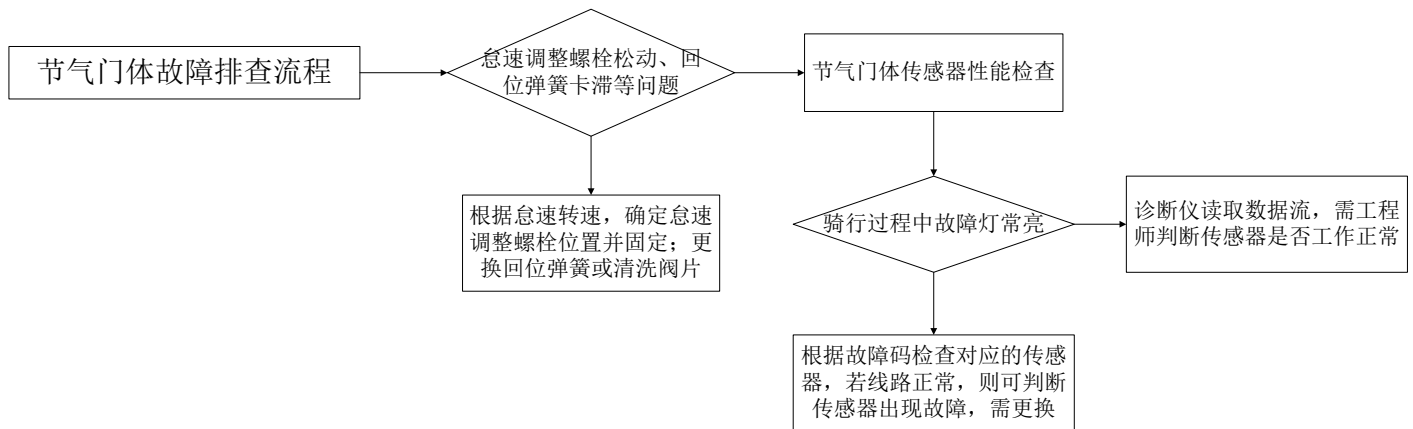 节气门体故障排查流程
怠速调整螺栓松动、回
位弹簧卡滞等问题
节气门体传感器性能检查
根据怠速转速，确定怠速
调整螺栓位置并固定；更
换回位弹簧或清洗阀片
骑行过程中故障灯常亮
诊断仪读取数据流，需工程
师判断传感器是否工作正常
根据故障码检查对应的传感
器，若线路正常，则可判断
传感器出现故障，需更换